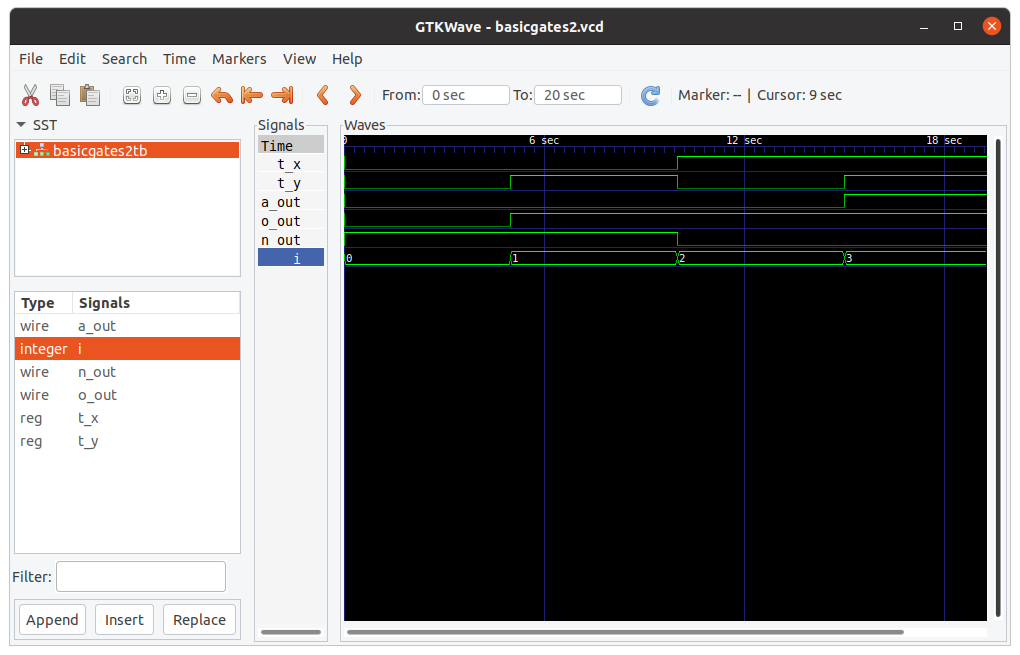 GTKWave - basicgates2.vcd
File Edit Search Time Markers View Help
From: 0 sec To: 20 sec Marker: -- | Cursor: 9 sec
SST
basicgates2tb
Type Signals
wire a_out
integer i
wire n_out
wire o_out
reg t_x
reg t_y
Filter:
Append Insert Replace
Signals
Time
t_x
t_y
a_out
o_out
n_out
i
Waves
0 6 sec 12 sec 18 sec
0 1 2 3